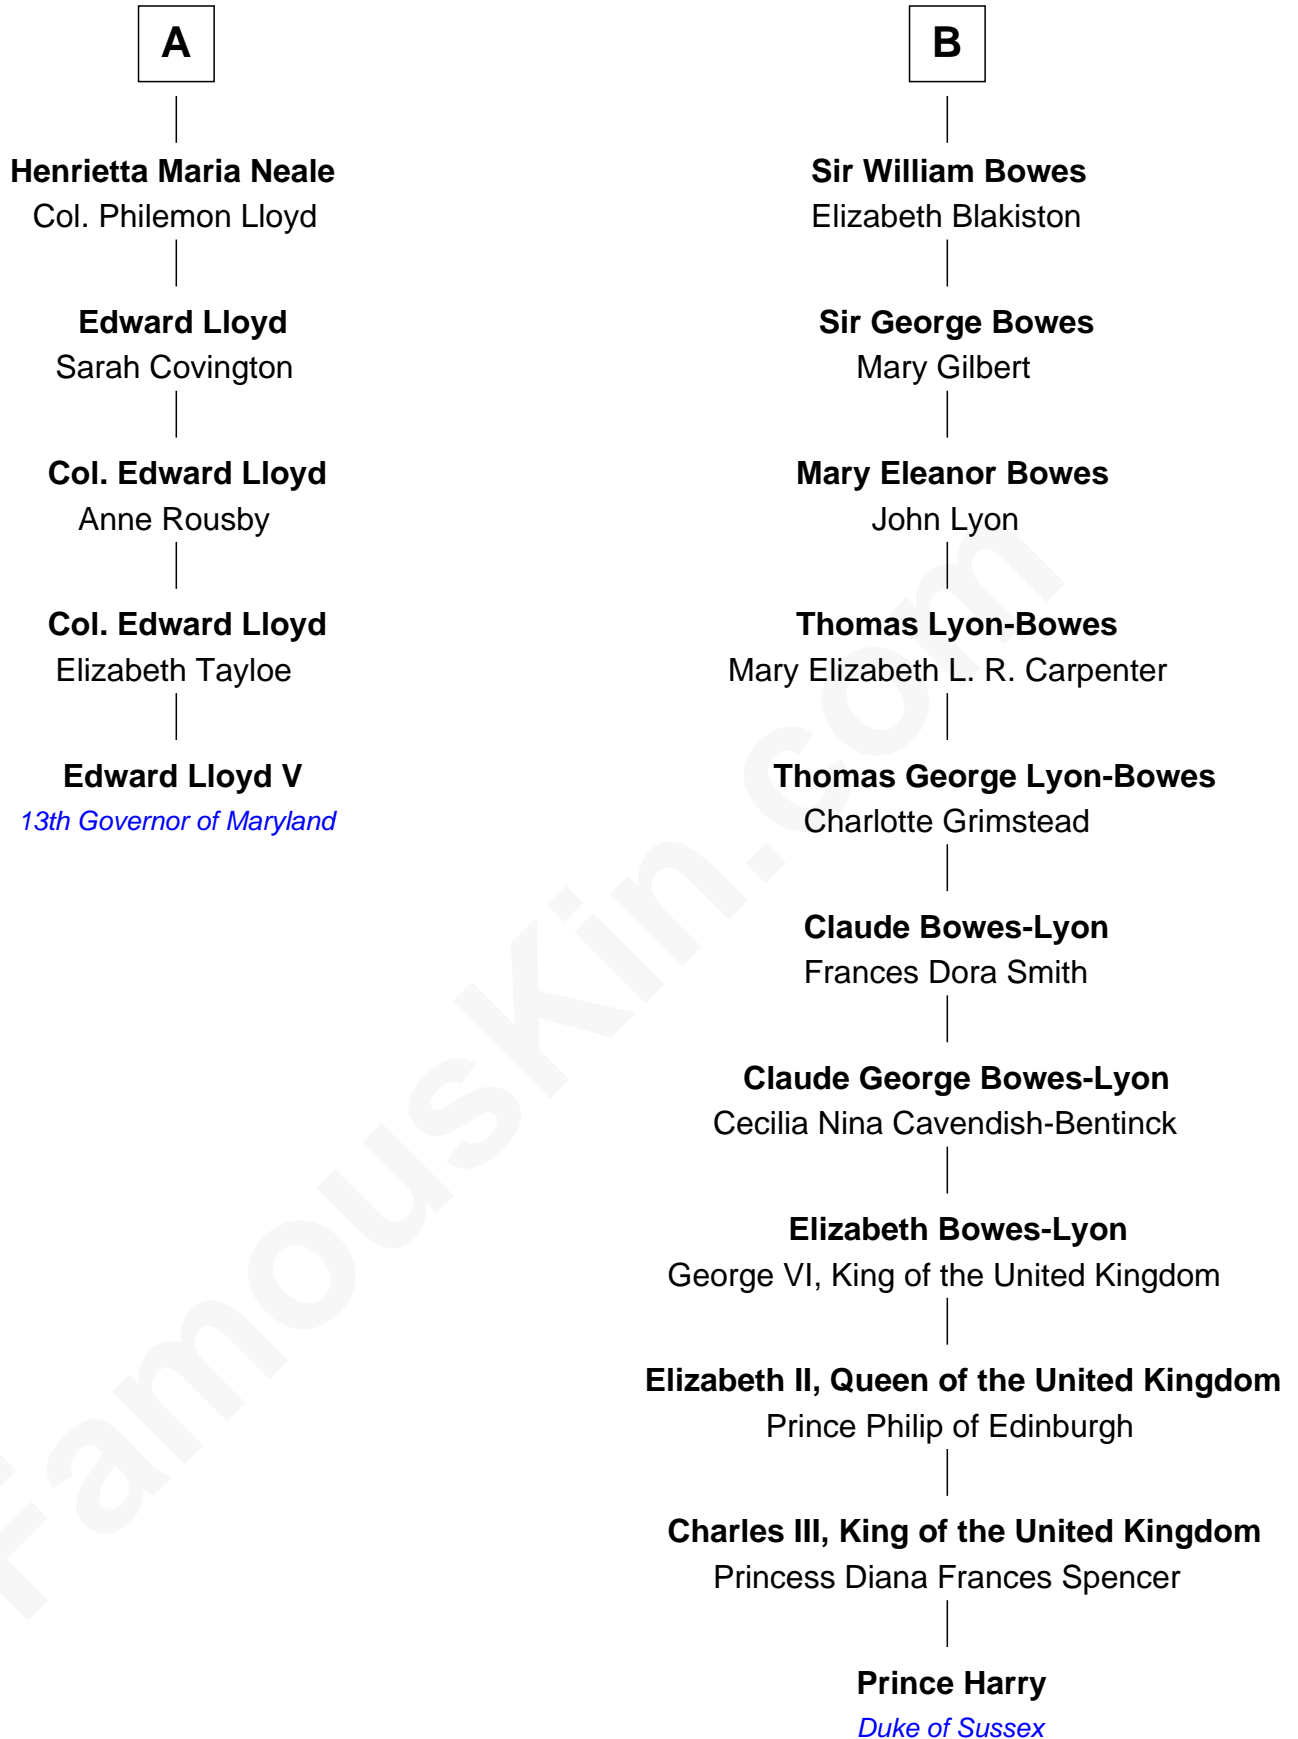 A
Henrietta Maria Neale
Col. Philemon Lloyd
Edward Lloyd
Sarah Covington
Col. Edward Lloyd
Anne Rousby
Col. Edward Lloyd
Elizabeth Tayloe
Edward Lloyd V
13th Governor of Maryland
B
Sir William Bowes
Elizabeth Blakiston
Sir George Bowes
Mary Gilbert
Mary Eleanor Bowes
John Lyon
Thomas Lyon-Bowes
Mary Elizabeth L. R. Carpenter
Thomas George Lyon-Bowes
Charlotte Grimstead
Claude Bowes-Lyon
Frances Dora Smith
Claude George Bowes-Lyon
Cecilia Nina Cavendish-Bentinck
Elizabeth Bowes-Lyon
George VI, King of the United Kingdom
Elizabeth II, Queen of the United Kingdom
Prince Philip of Edinburgh
Charles III, King of the United Kingdom
Princess Diana Frances Spencer
Prince Harry
Duke of Sussex
FamousKin.com